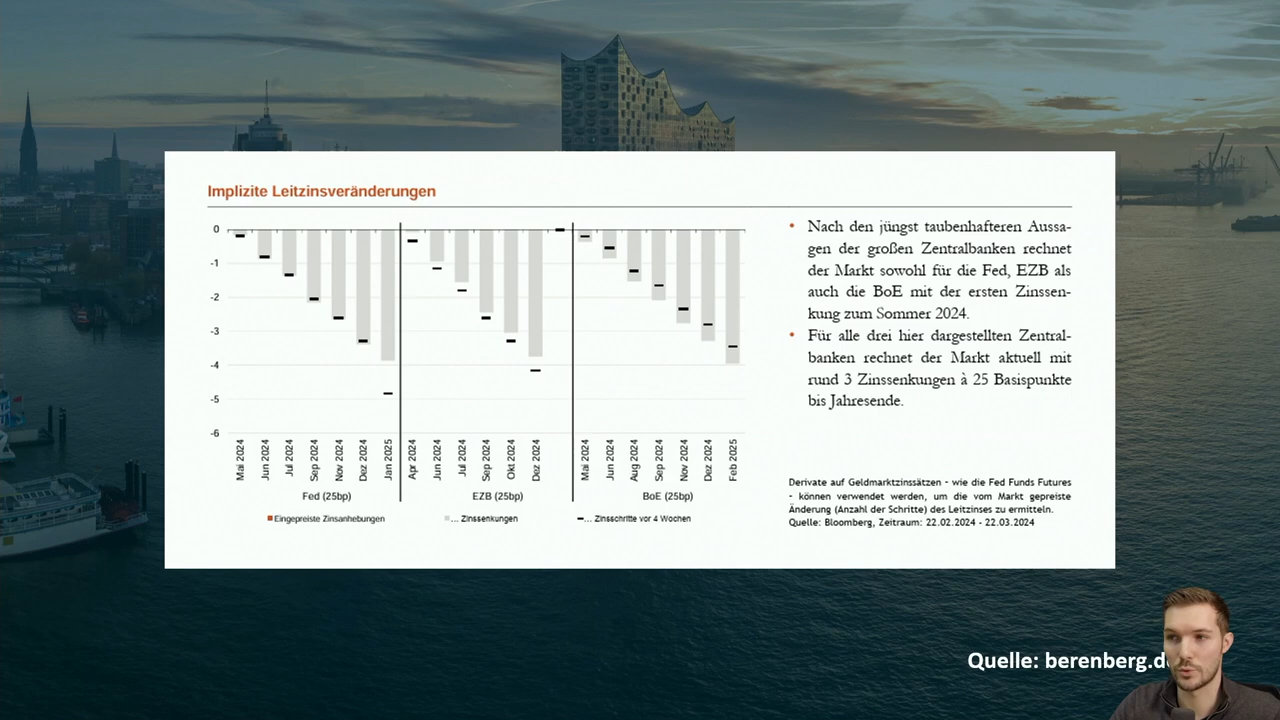 Implizite Leitzinsveränderungen
0
-1
-2
-3
-4
-5
-6
Mai 2024
Jun 2024
Jul 2024
Sep 2024
Nov 2024
Dez 2024
Jan 2025
Apr 2024
Jun 2024
Jul 2024
Sep 2024
Okt 2024
Dez 2024
Mai 2024
Jun 2024
Aug 2024
Sep 2024
Nov 2024
Dez 2024
Feb 2025
Fed (25bp)
EZB (25bp)
BoE (25bp)
Eingepreiste Zinsanhebungen
... Zinssenkungen
... Zinsschritte vor 4 Wochen
• Nach den jüngst taubenhafteren Aussa-
gen der großen Zentralbanken rechnet
der Markt sowohl für die Fed, EZB als
auch die BoE mit der ersten Zinssen-
kung zum Sommer 2024.
• Für alle drei hier dargestellten Zentral-
banken rechnet der Markt aktuell mit
rund 3 Zinssenkungen à 25 Basispunkte
bis Jahresende.
Derivate auf Geldmarktzinssätzen - wie die Fed Funds Futures
- können verwendet werden, um die vom Markt gepreiste
Änderung (Anzahl der Schritte) des Leitzinses zu ermitteln.
Quelle: Bloomberg, Zeitraum: 22.02.2024 - 22.03.2024
Quelle: berenberg.d